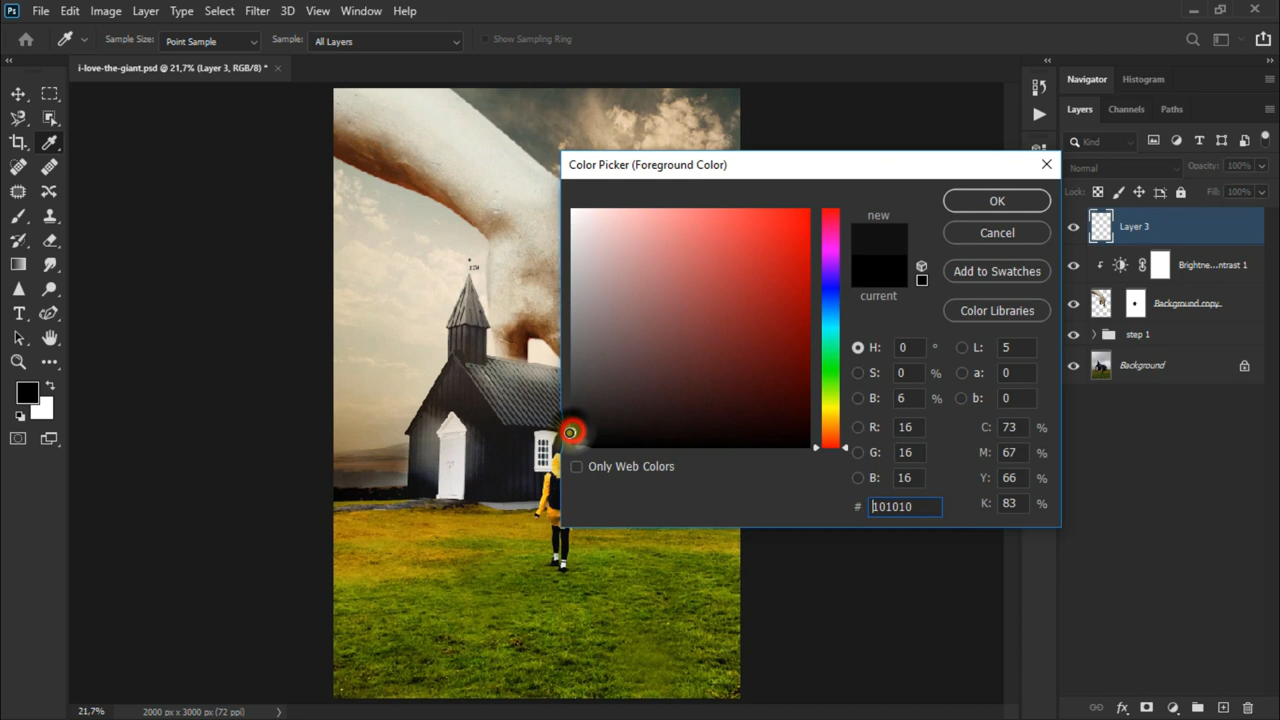 Ps File Edit Image Layer Type Select Filter 3D View Window Help
Sample Size: Point Sample Sample: All Layers Show Sampling Ring
i-love-the-giant.psd @ 21,7% (Layer 3, RGB/8) *
Navigator Histogram
Layers Channels Paths
Kind
Normal Opacity: 100%
Lock: Fill: 100%
Layer 3
Brightne...ntrast 1
Background copy
step 1
Background
Color Picker (Foreground Color)
new
current
OK
Cancel
Add to Swatches
Color Libraries
H: 0 ° L: 5
S: 0 % a: 0
B: 6 % b: 0
R: 16 C: 73 %
G: 16 M: 67 %
B: 16 Y: 66 %
# 101010 K: 83 %
Only Web Colors
21,7% 2000 px x 3000 px (72 ppi)